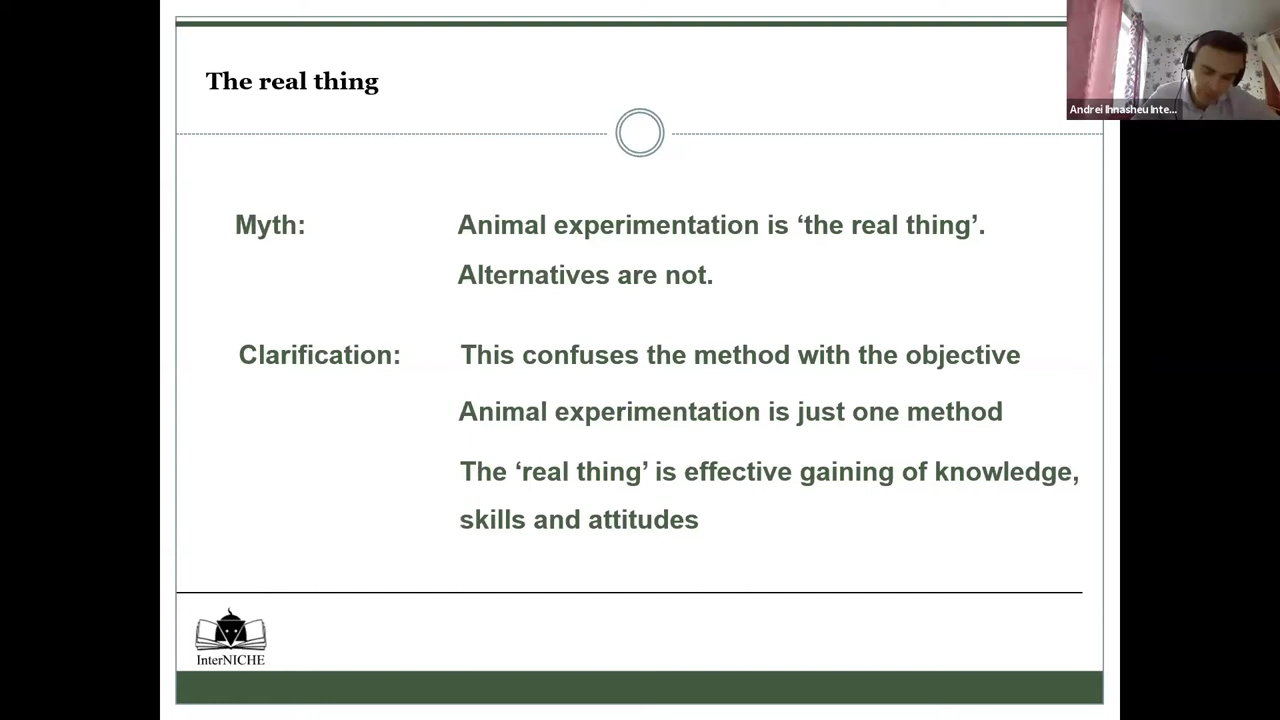 The real thing
Andrei Ihnasheu Inte...
Myth:
Animal experimentation is ‘the real thing’.
Alternatives are not.
Clarification:
This confuses the method with the objective
Animal experimentation is just one method
The ‘real thing’ is effective gaining of knowledge,
skills and attitudes
InterNICHE